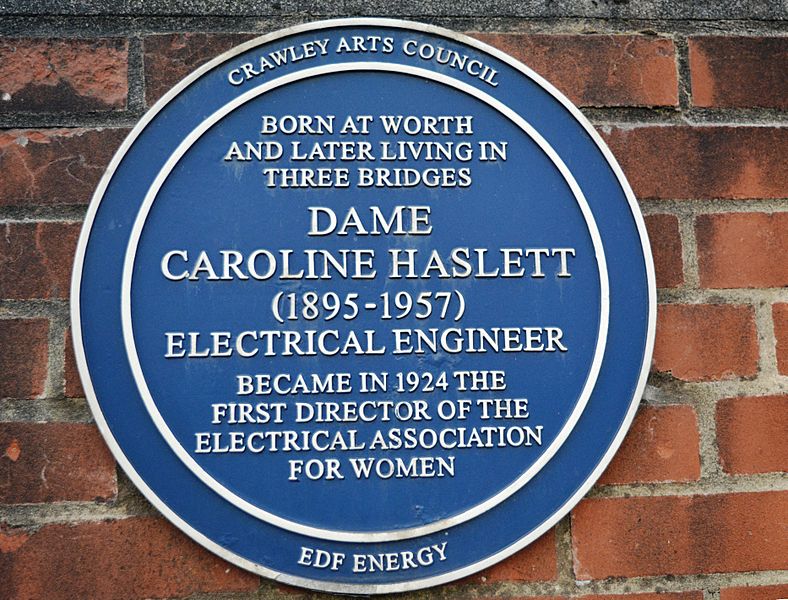 CRAWLEY ARTS COUNCIL
BORN AT WORTH
AND LATER LIVING IN
THREE BRIDGES
DAME
CAROLINE HASLETT
(1895-1957)
ELECTRICAL ENGINEER
BECAME IN 1924 THE
FIRST DIRECTOR OF THE
ELECTRICAL ASSOCIATION
FOR WOMEN
EDF ENERGY